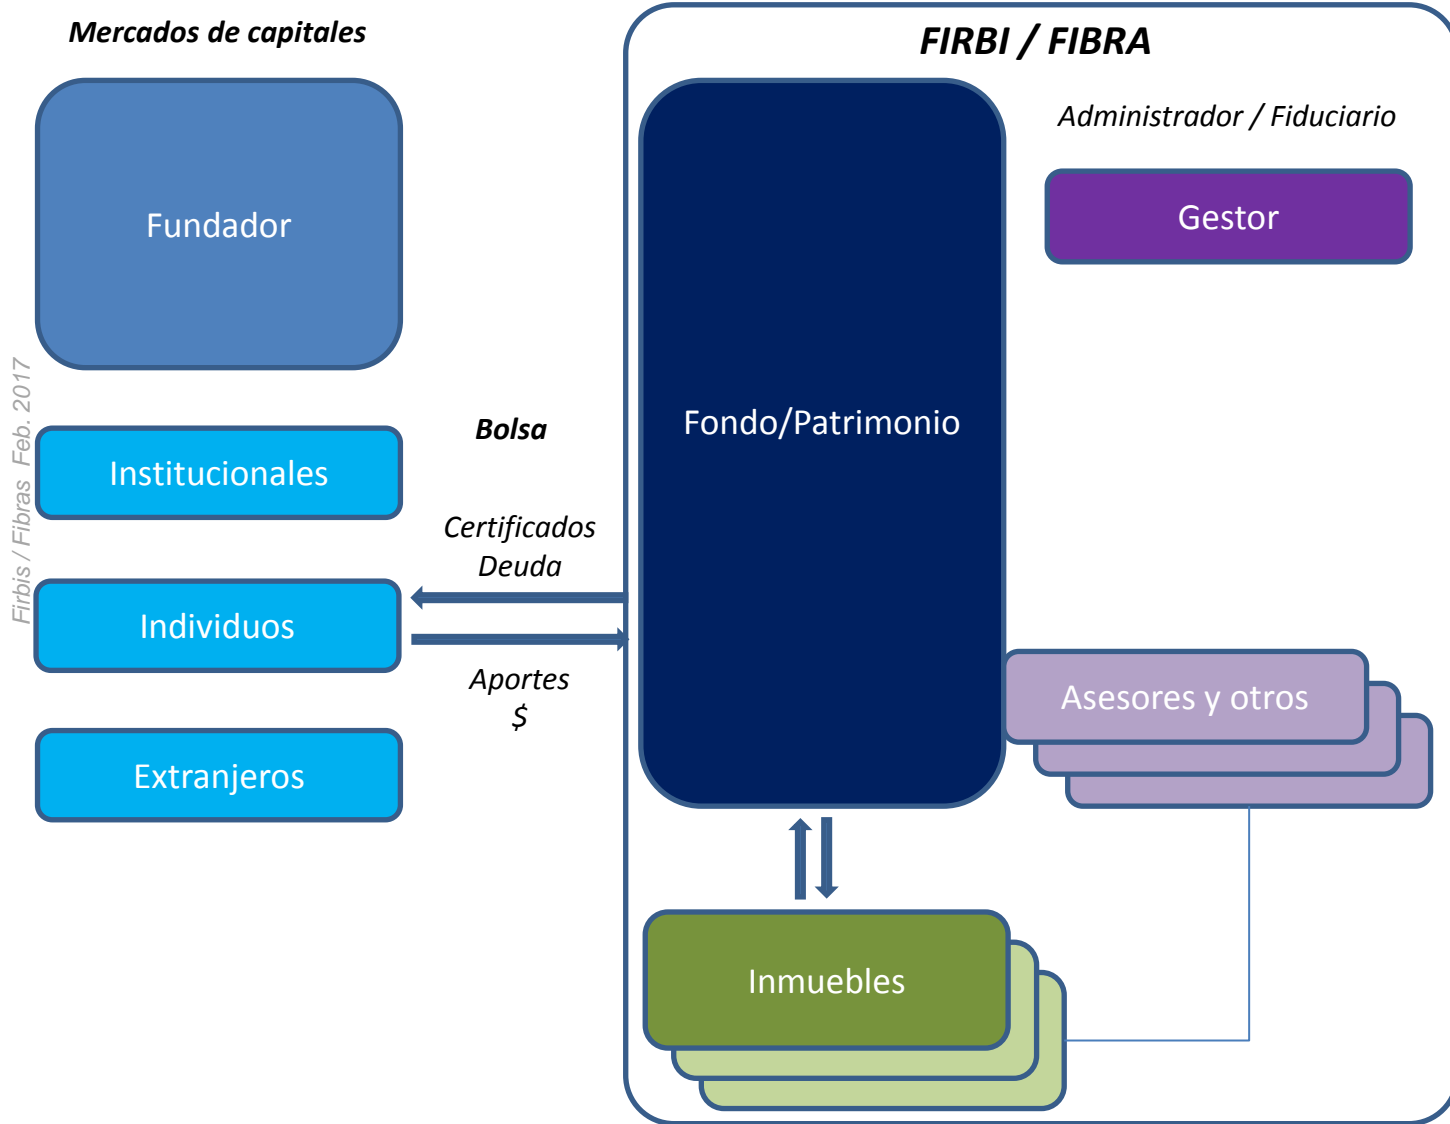 Mercados de capitales
FIRBI / FIBRA
Fundador
Administrador / Fiduciario
Gestor
Firbis / Fibras  Feb. 2017
Institucionales
Bolsa
Fondo/Patrimonio
Certificados
Deuda
Individuos
Aportes
$
Asesores y otros
Extranjeros
Inmuebles